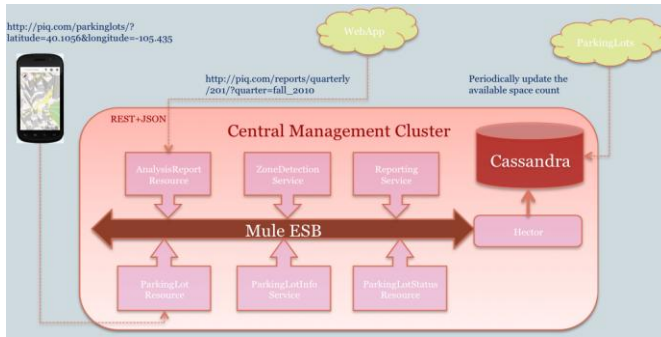 http://piq.com/parkinglots/?
latitude=40.1056&longitude=-105.435
WebApp
ParkingLots
http://piq.com/reports/quarterly
/201/?quarter=fall_2010
Periodically update the
available space count
REST+JSON
Central Management Cluster
Cassandra
AnalysisReport
Resource
ZoneDetection
Service
Reporting
Service
Mule ESB
Hector
ParkingLot
Resource
ParkingLotInfo
Service
ParkingLotStatus
Resource